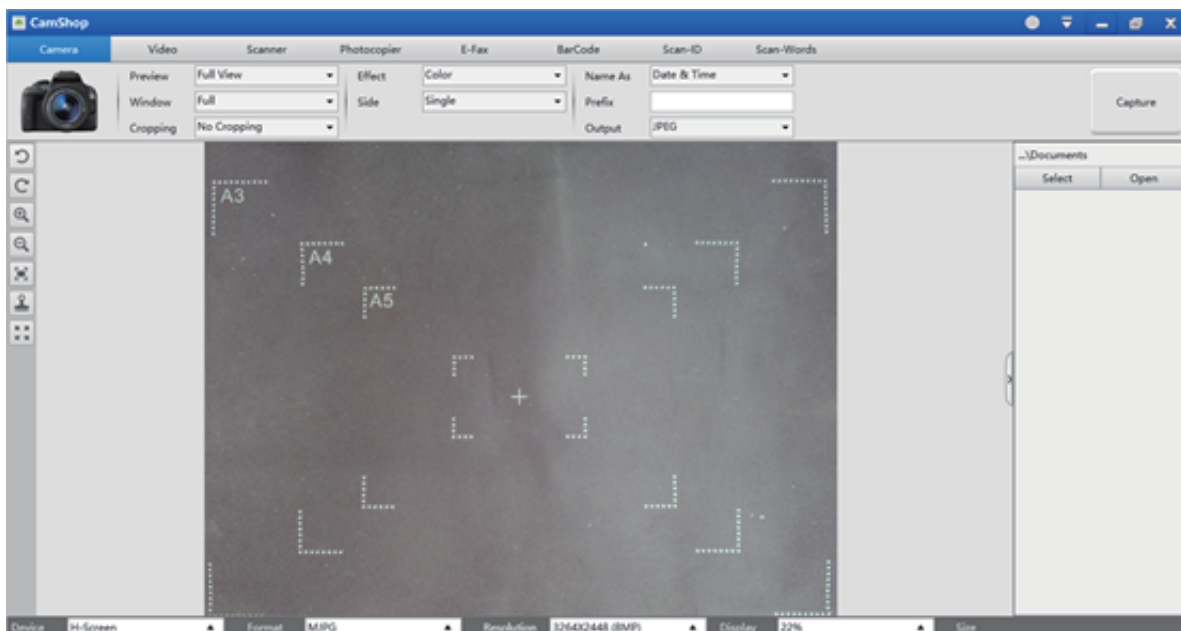 CamShop
Camera Video Scanner Photocopier E-Fax BarCode Scan-ID Scan-Words
Preview Full View Effect Color Name As Date & Time
Window Full Side Single Prefix
Cropping No Cropping Output JPEG
Capture
...\Documents
Select Open
A3
A4
A5
Device H-Screen Format MJPG Resolution 3264X2448 (8MP) Display 22% Size